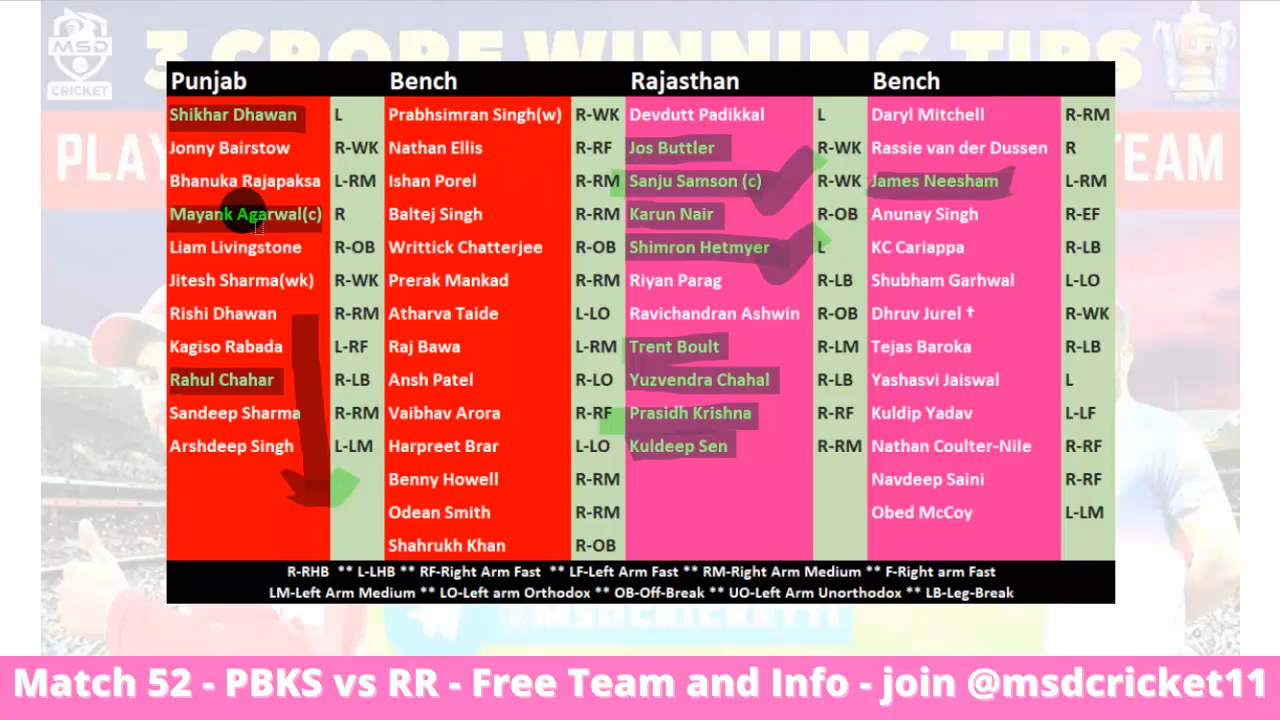 3 CRORE WINNING TIPS
MSD
CRICKET
PLAY
TEAM
Punjab Bench Rajasthan Bench
Shikhar Dhawan L Prabhsimran Singh(w) R-WK Devdutt Padikkal L Daryl Mitchell R-RM
Jonny Bairstow R-WK Nathan Ellis R-RF Jos Buttler R-WK Rassie van der Dussen R
Bhanuka Rajapaksa L-RM Ishan Porel R-RM Sanju Samson (c) R-WK James Neesham L-RM
Mayank Agarwal(c) R Baltej Singh R-RM Karun Nair R-OB Anunay Singh R-EF
Liam Livingstone R-OB Writtick Chatterjee R-OB Shimron Hetmyer L KC Cariappa R-LB
Jitesh Sharma(wk) R-WK Prerak Mankad R-RM Riyan Parag R-LB Shubham Garhwal L-LO
Rishi Dhawan R-RM Atharva Taide L-LO Ravichandran Ashwin R-OB Dhruv Jurel † R-WK
Kagiso Rabada L-RF Raj Bawa L-RM Trent Boult R-LM Tejas Baroka R-LB
Rahul Chahar R-LB Ansh Patel R-LO Yuzvendra Chahal R-LB Yashasvi Jaiswal L
Sandeep Sharma R-RM Vaibhav Arora R-RF Prasidh Krishna R-RF Kuldip Yadav L-LF
Arshdeep Singh L-LM Harpreet Brar L-LO Kuldeep Sen R-RM Nathan Coulter-Nile R-RF
Benny Howell R-RM Navdeep Saini R-RF
Odean Smith R-RM Obed McCoy L-LM
Shahrukh Khan R-OB
R-RHB ** L-LHB ** RF-Right Arm Fast ** LF-Left Arm Fast ** RM-Right Arm Medium ** F-Right arm Fast
LM-Left Arm Medium ** LO-Left arm Orthodox ** OB-Off-Break ** UO-Left Arm Unorthodox ** LB-Leg-Break
@MSDCRICKET11
Match 52 - PBKS vs RR - Free Team and Info - join @msdcricket11